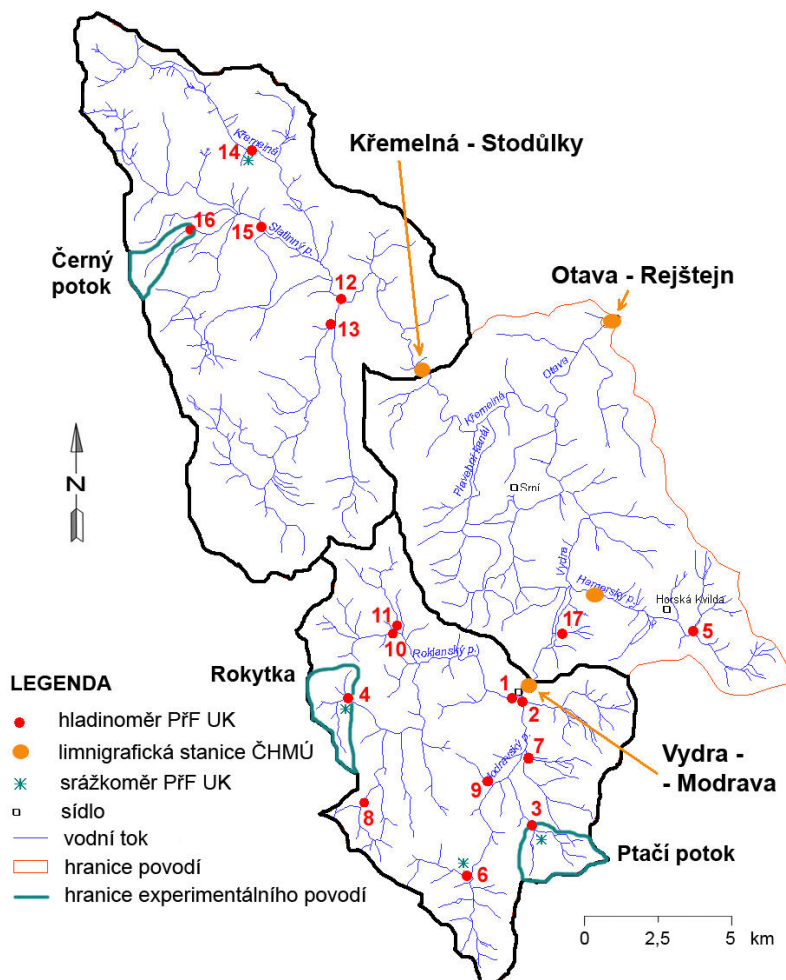 Křemelná
14
Křemelná - Stodůlky
16
15
Slatinný p.
Černý
potok
12
13
Otava - Rejštejn
Otava
Křemelná
Plavební kanál
N
Srní
Vydra
Hamerský p.
Horská Kvilda
11
10
17
5
Roklanský p.
Rokytka
4
1
2
Vydra -
- Modrava
7
Modravský p.
9
8
3
Ptačí potok
6
LEGENDA
hladinoměr PřF UK
limnigrafická stanice ČHMÚ
srážkoměr PřF UK
sídlo
vodní tok
hranice povodí
hranice experimentálního povodí
0 2,5 5
km